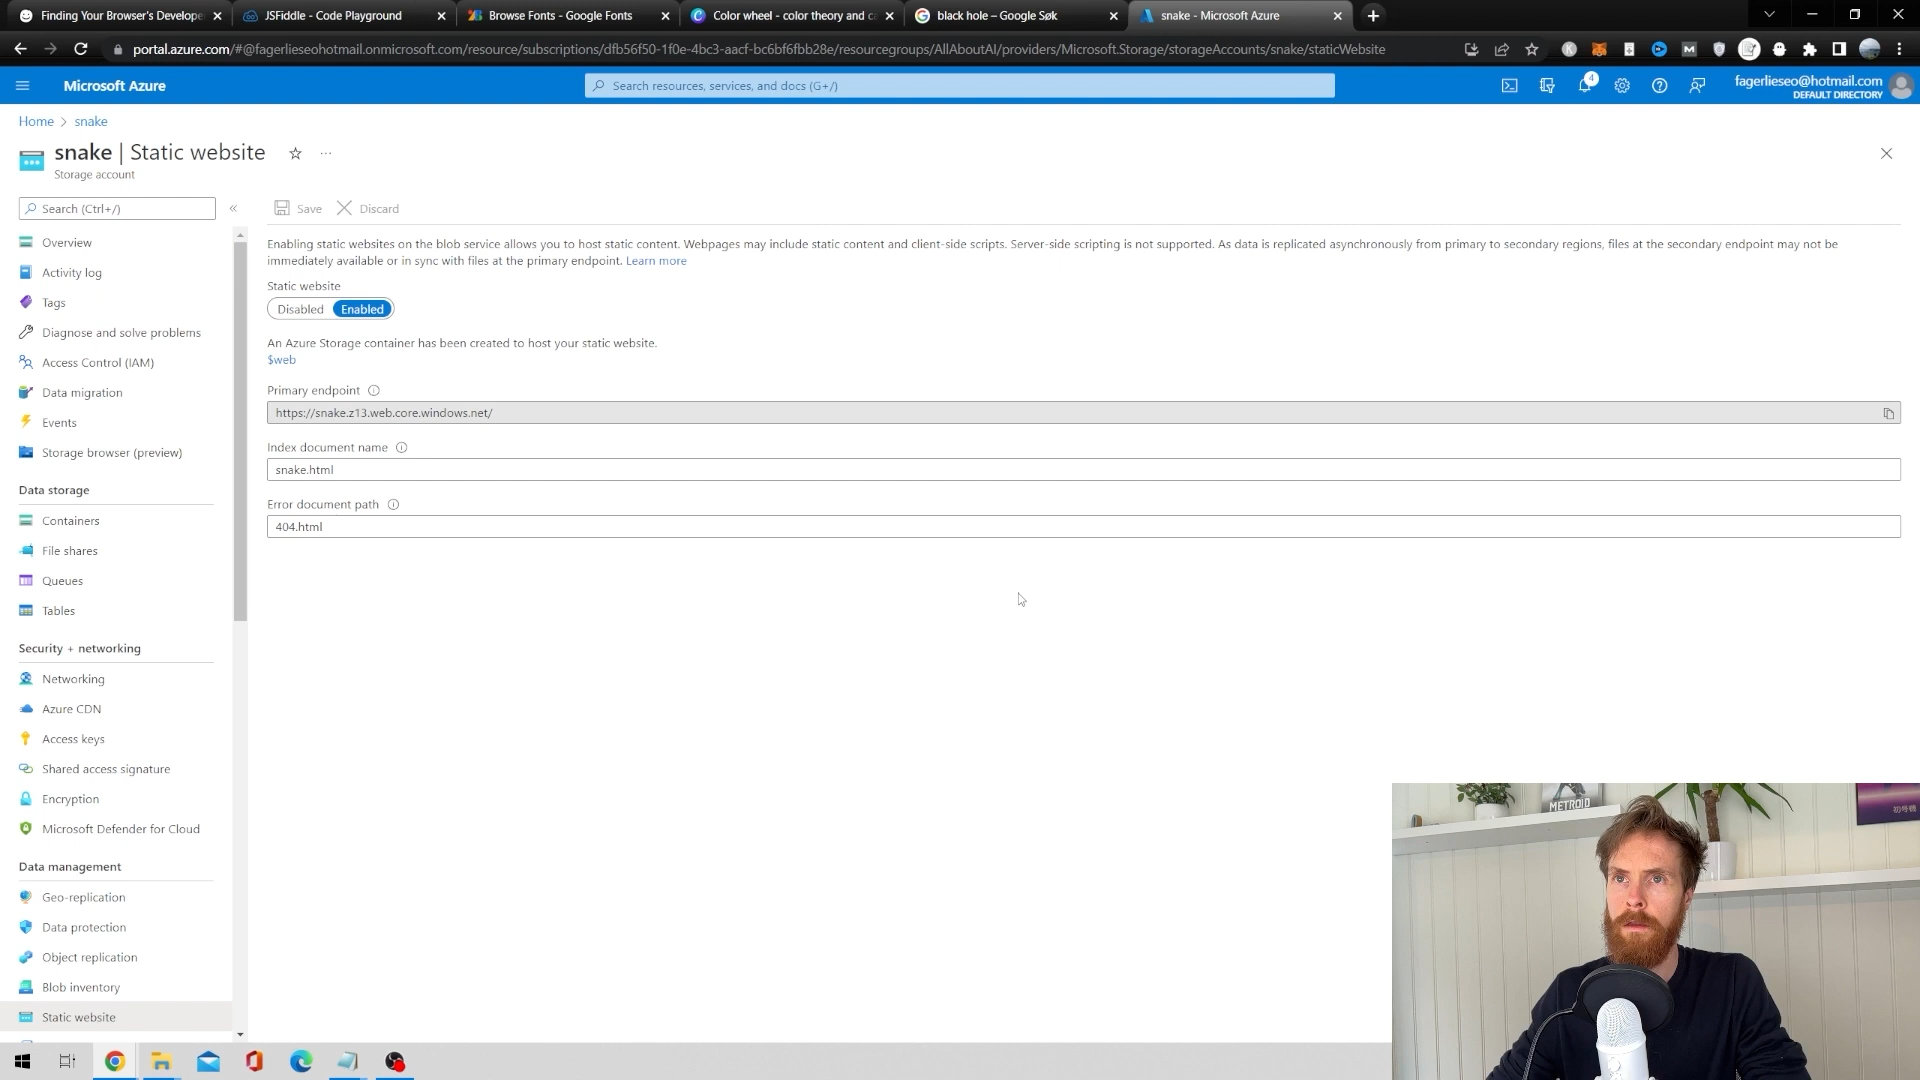 Finding Your Browser's Develope
JSFiddle - Code Playground
Browse Fonts - Google Fonts
Color wheel - color theory and ca
black hole – Google Søk
snake - Microsoft Azure
portal.azure.com/#@fagerlieseohotmail.onmicrosoft.com/resource/subscriptions/dfb56f50-1f0e-4bc3-aacf-bc6bf6fbb28e/resourcegroups/AllAboutAI/providers/Microsoft.Storage/storageAccounts/snake/staticWebsite
Microsoft Azure
Search resources, services, and docs (G+/)
4
fagerlieseo@hotmail.com
DEFAULT DIRECTORY
Home > snake
snake | Static website
Storage account
Search (Ctrl+/)
Save
Discard
Overview
Activity log
Tags
Diagnose and solve problems
Access Control (IAM)
Data migration
Events
Storage browser (preview)
Data storage
Containers
File shares
Queues
Tables
Security + networking
Networking
Azure CDN
Access keys
Shared access signature
Encryption
Microsoft Defender for Cloud
Data management
Geo-replication
Data protection
Object replication
Blob inventory
Static website
Enabling static websites on the blob service allows you to host static content. Webpages may include static content and client-side scripts. Server-side scripting is not supported. As data is replicated asynchronously from primary to secondary regions, files at the secondary endpoint may not be
immediately available or in sync with files at the primary endpoint. Learn more
Static website
Disabled Enabled
An Azure Storage container has been created to host your static website.
$web
Primary endpoint
https://snake.z13.web.core.windows.net/
Index document name
snake.html
Error document path
404.html
METROID